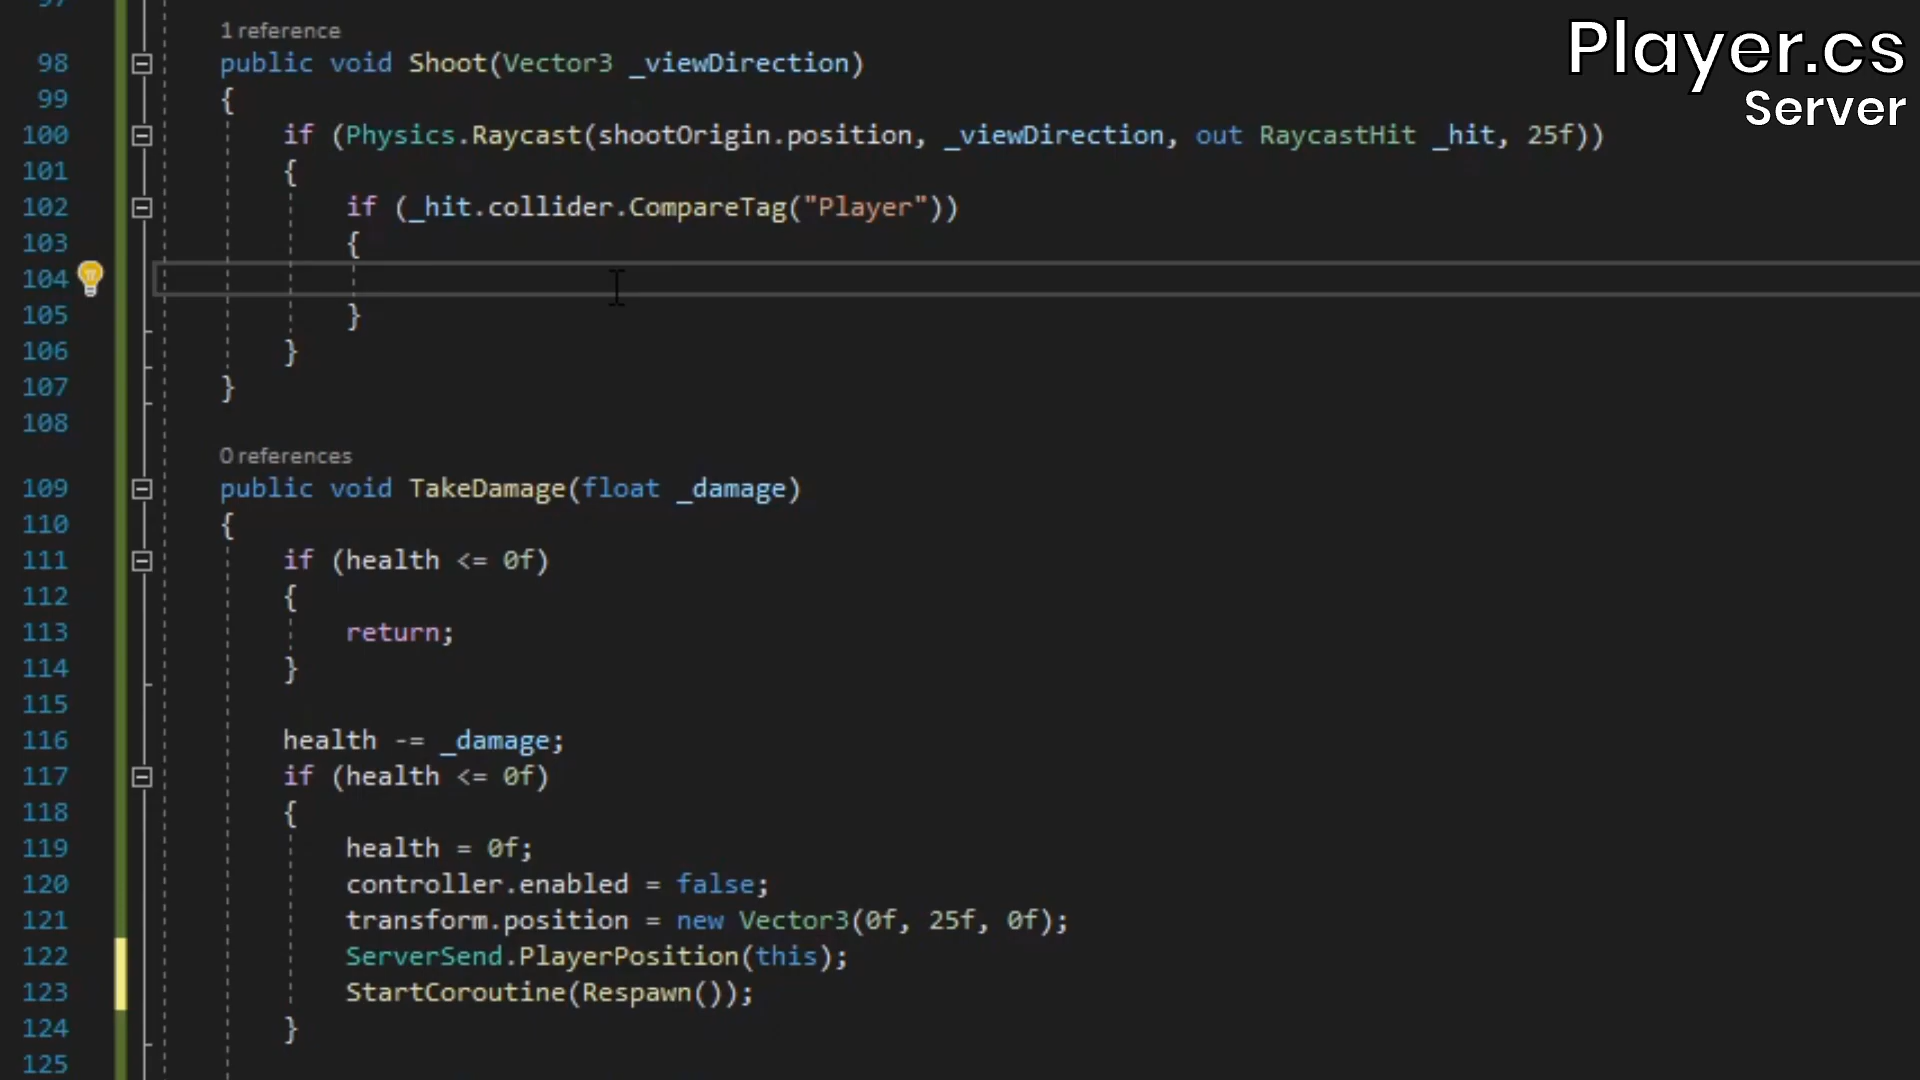 Player.cs
Server
97
1 reference
98 public void Shoot(Vector3 _viewDirection)
99 {
100 if (Physics.Raycast(shootOrigin.position, _viewDirection, out RaycastHit _hit, 25f))
101 {
102 if (_hit.collider.CompareTag("Player"))
103 {
104
105 }
106 }
107 }
108
0 references
109 public void TakeDamage(float _damage)
110 {
111 if (health <= 0f)
112 {
113 return;
114 }
115
116 health -= _damage;
117 if (health <= 0f)
118 {
119 health = 0f;
120 controller.enabled = false;
121 transform.position = new Vector3(0f, 25f, 0f);
122 ServerSend.PlayerPosition(this);
123 StartCoroutine(Respawn());
124 }
125